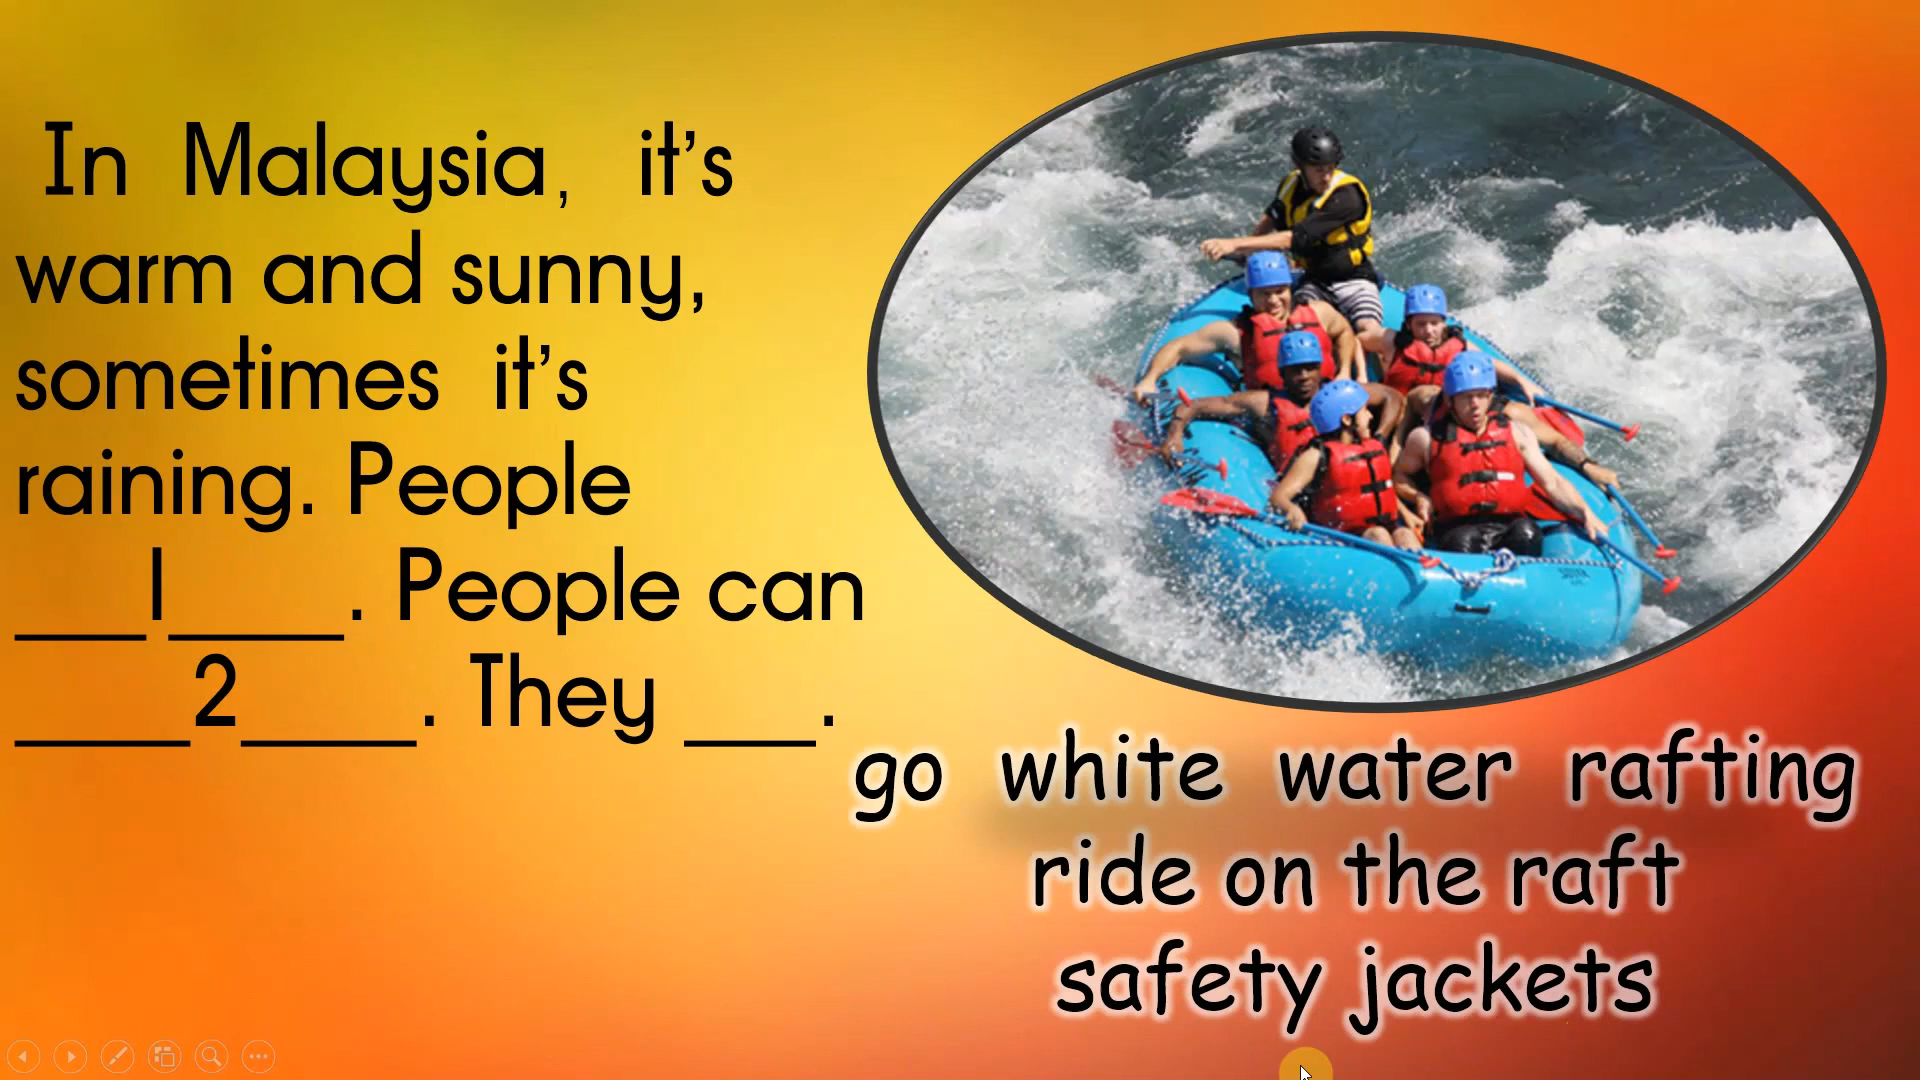 In Malaysia, it's
warm and sunny,
sometimes it's
raining. People
___1____. People can
____2____. They ___.
go white water rafting
ride on the raft
safety jackets